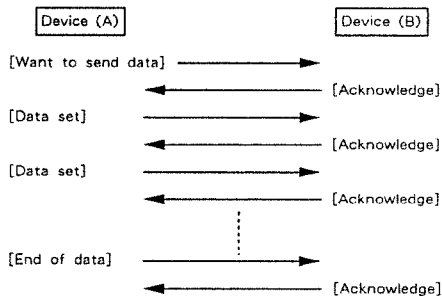 Device (A) Device (B)
[Want to send data]
[Acknowledge]
[Data set]
[Acknowledge]
[Data set]
[Acknowledge]
[End of data]
[Acknowledge]